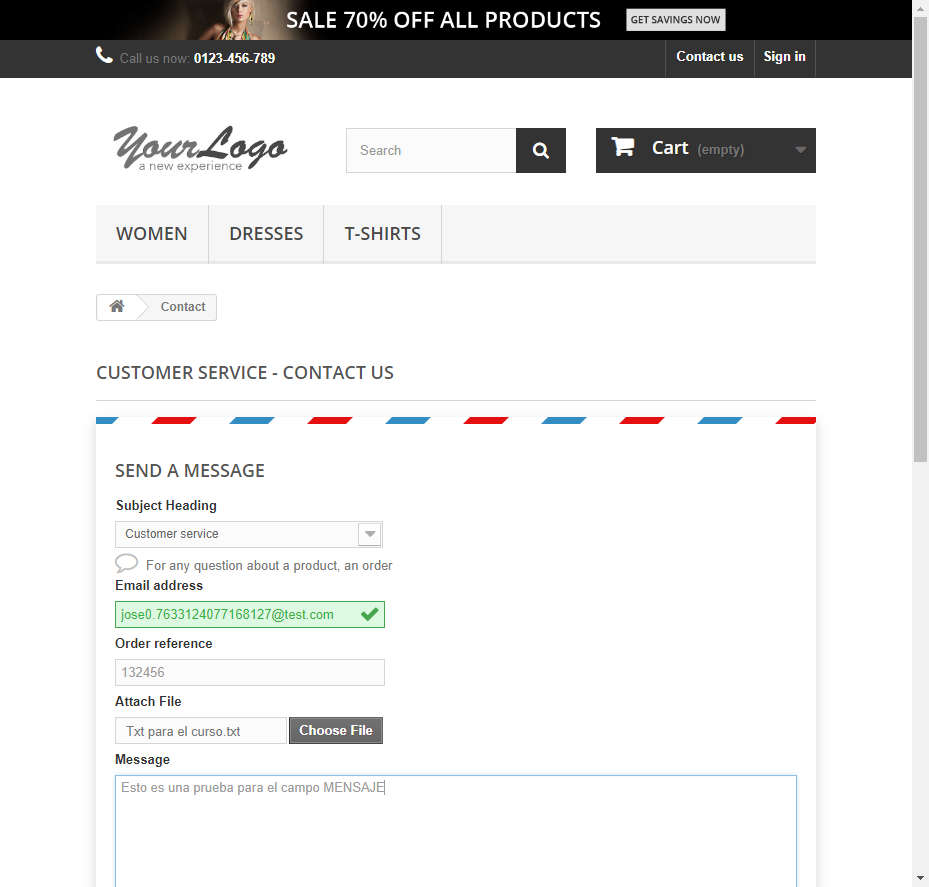 SALE 70% OFF ALL PRODUCTS GET SAVINGS NOW
Call us now: 0123-456-789 Contact us Sign in
YourLogo
a new experience
Search
Cart (empty)
WOMEN DRESSES T-SHIRTS
Contact
CUSTOMER SERVICE - CONTACT US
SEND A MESSAGE
Subject Heading
Customer service
For any question about a product, an order
Email address
jose0.7633124077168127@test.com
Order reference
132456
Attach File
Txt para el curso.txt Choose File
Message
Esto es una prueba para el campo MENSAJE